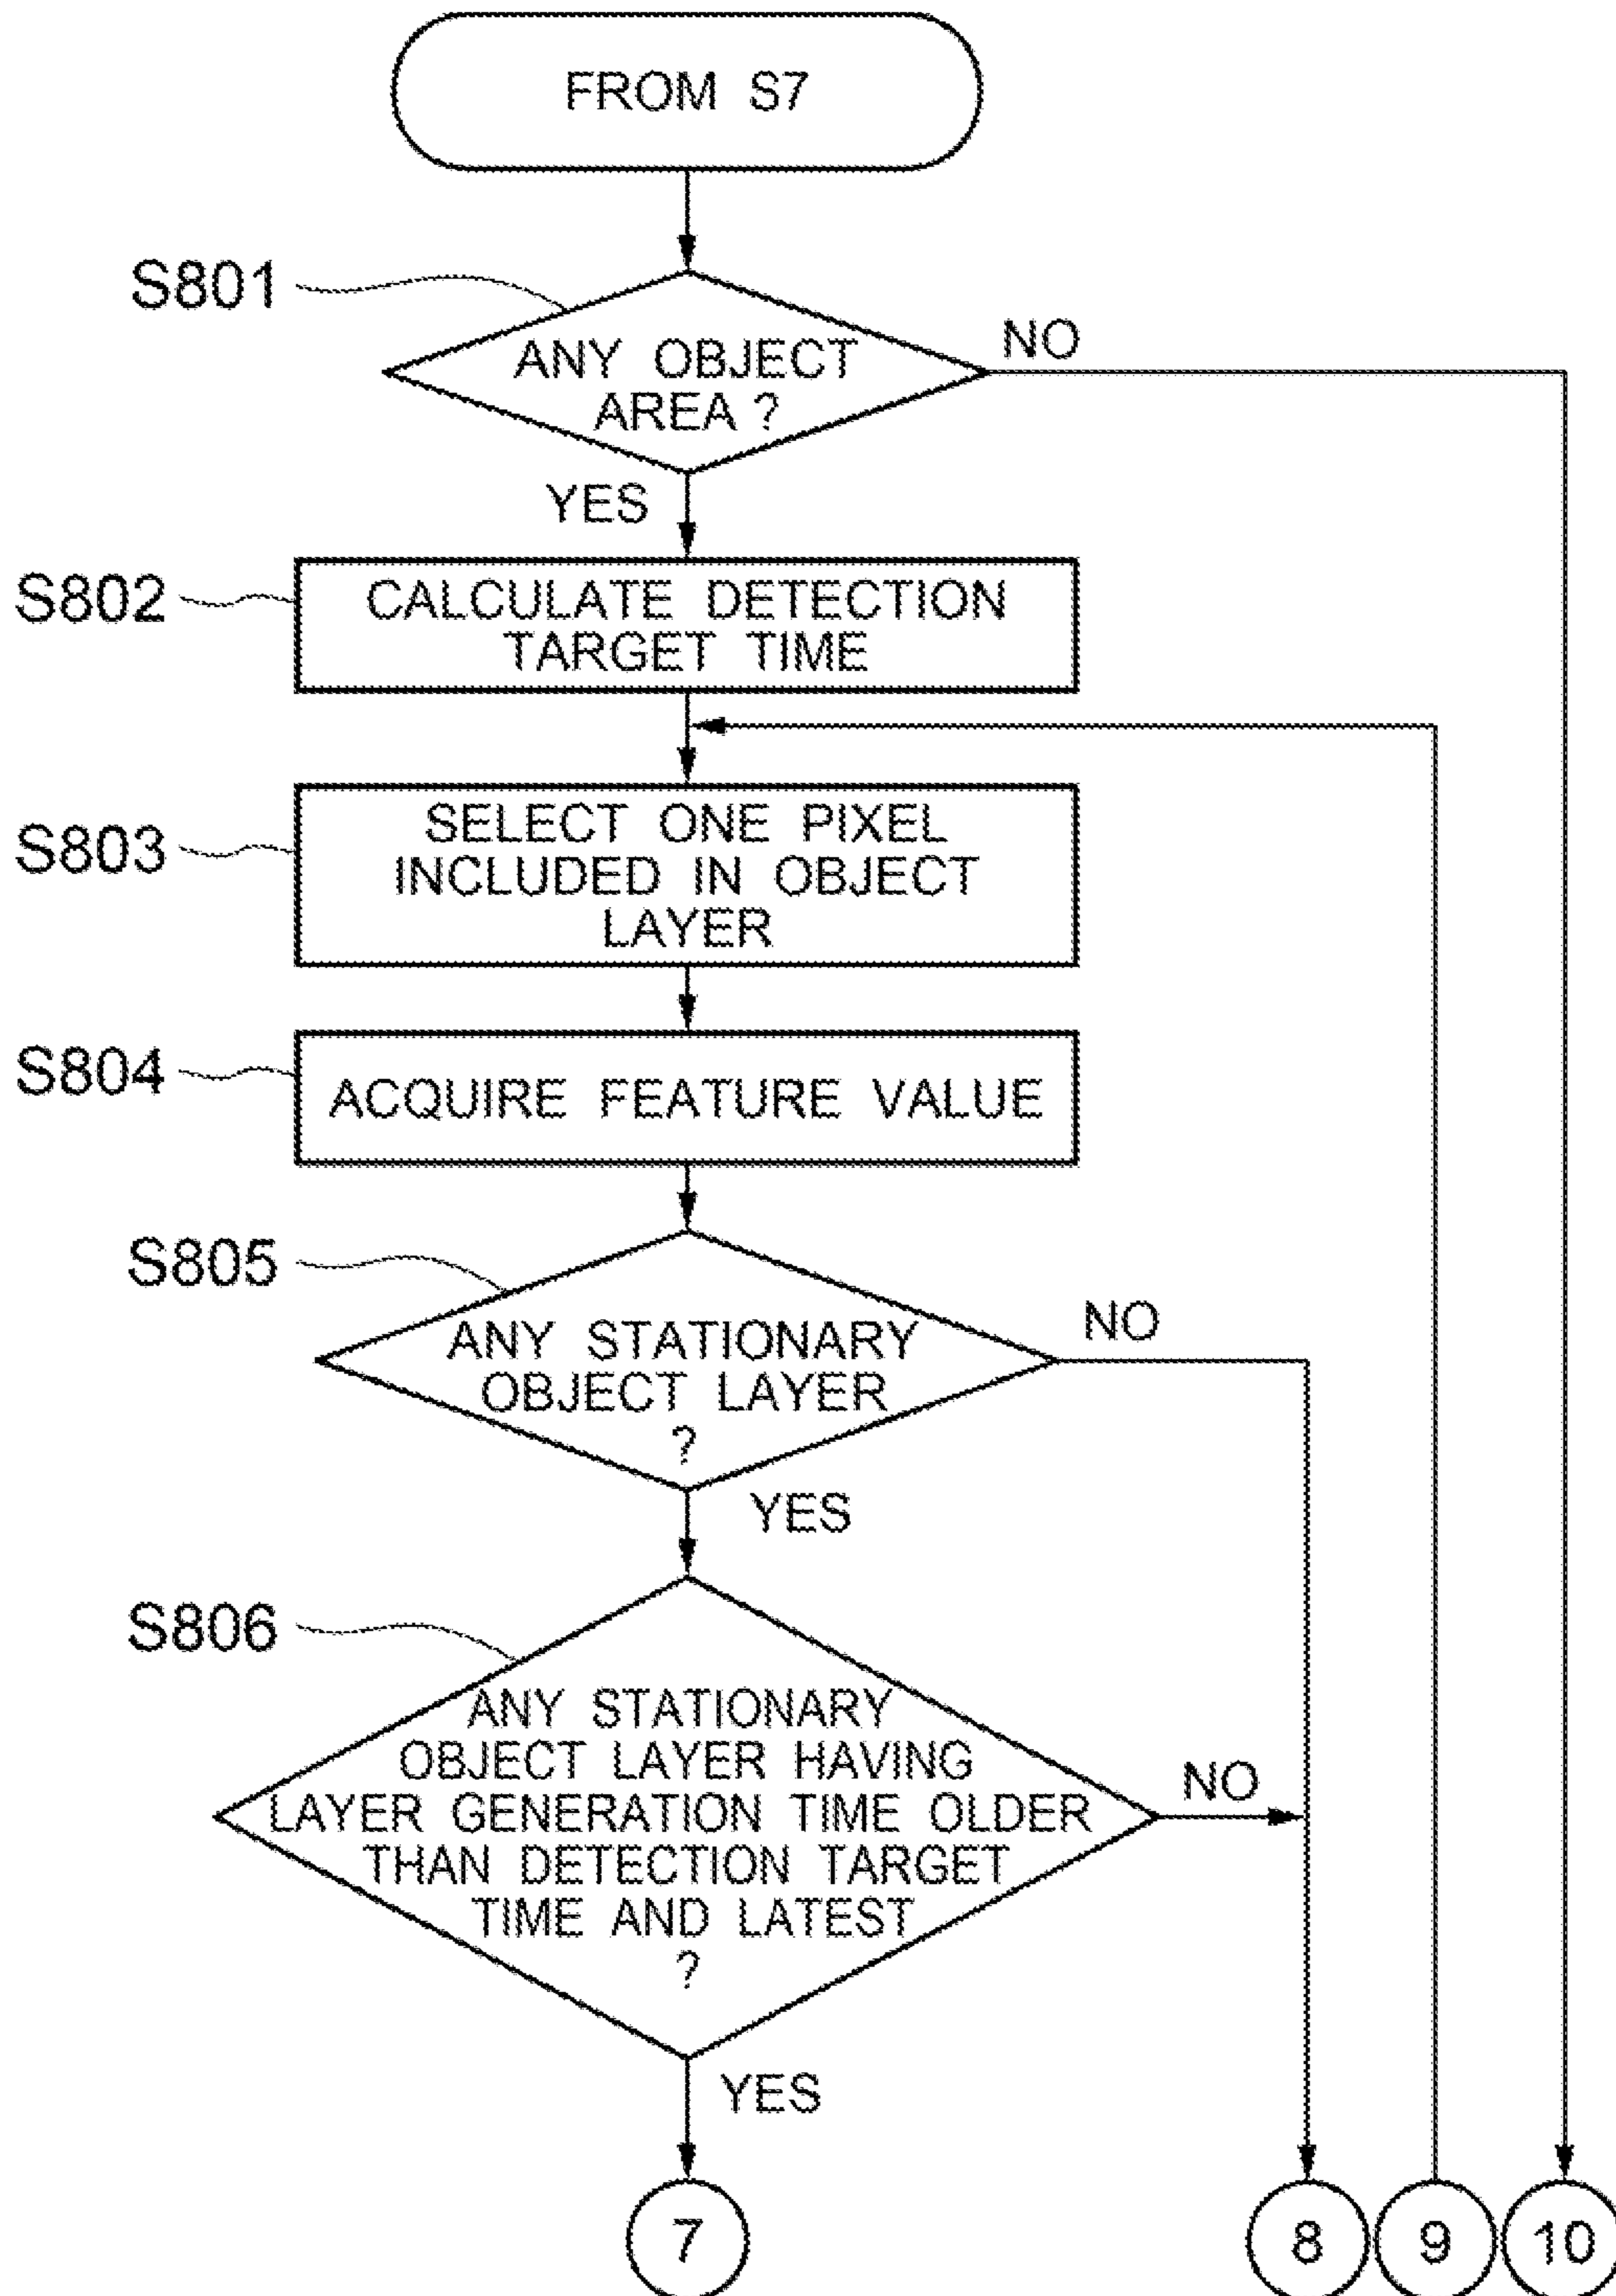 FROM S7
S801
ANY OBJECT
AREA ?
NO
YES
S802
CALCULATE DETECTION
TARGET TIME
S803
SELECT ONE PIXEL
INCLUDED IN OBJECT
LAYER
S804
ACQUIRE FEATURE VALUE
S805
ANY STATIONARY
OBJECT LAYER
?
NO
YES
S806
ANY STATIONARY
OBJECT LAYER HAVING
LAYER GENERATION TIME OLDER
THAN DETECTION TARGET
TIME AND LATEST
?
NO
YES
7
8
9
10